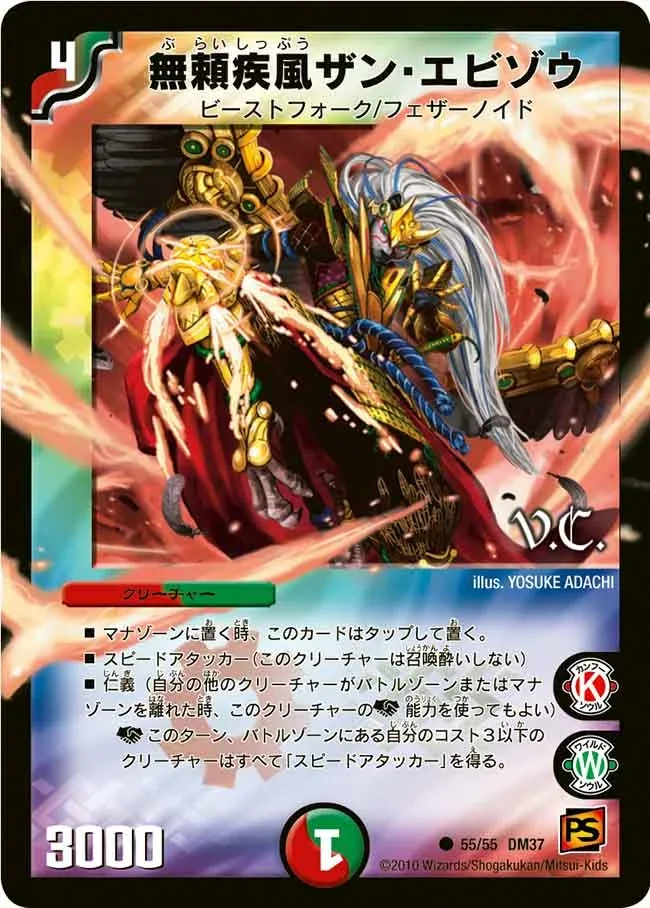 4
ぶらいしっぷう
無頼疾風ザン・エビゾウ
ビーストフォーク/フェザーノイド
V.C.
illus. YOSUKE ADACHI
クリーチャー
■ マナゾーンに置く時、このカードはタップして置く。
■ スピードアタッカー(このクリーチャーは召喚酔いしない)
■ 仁義 (自分の他のクリーチャーがバトルゾーンまたはマナ
ゾーンを離れた時、このクリーチャーの 能力を使ってもよい)
このターン、バトルゾーンにある自分のコスト3以下の
クリーチャーはすべて「スピードアタッカー」を得る。
カンフー
K
ソウル
ワイルド
W
ソウル
3000
1
PS
55/55 DM37
©2010 Wizards/Shogakukan/Mitsui-Kids